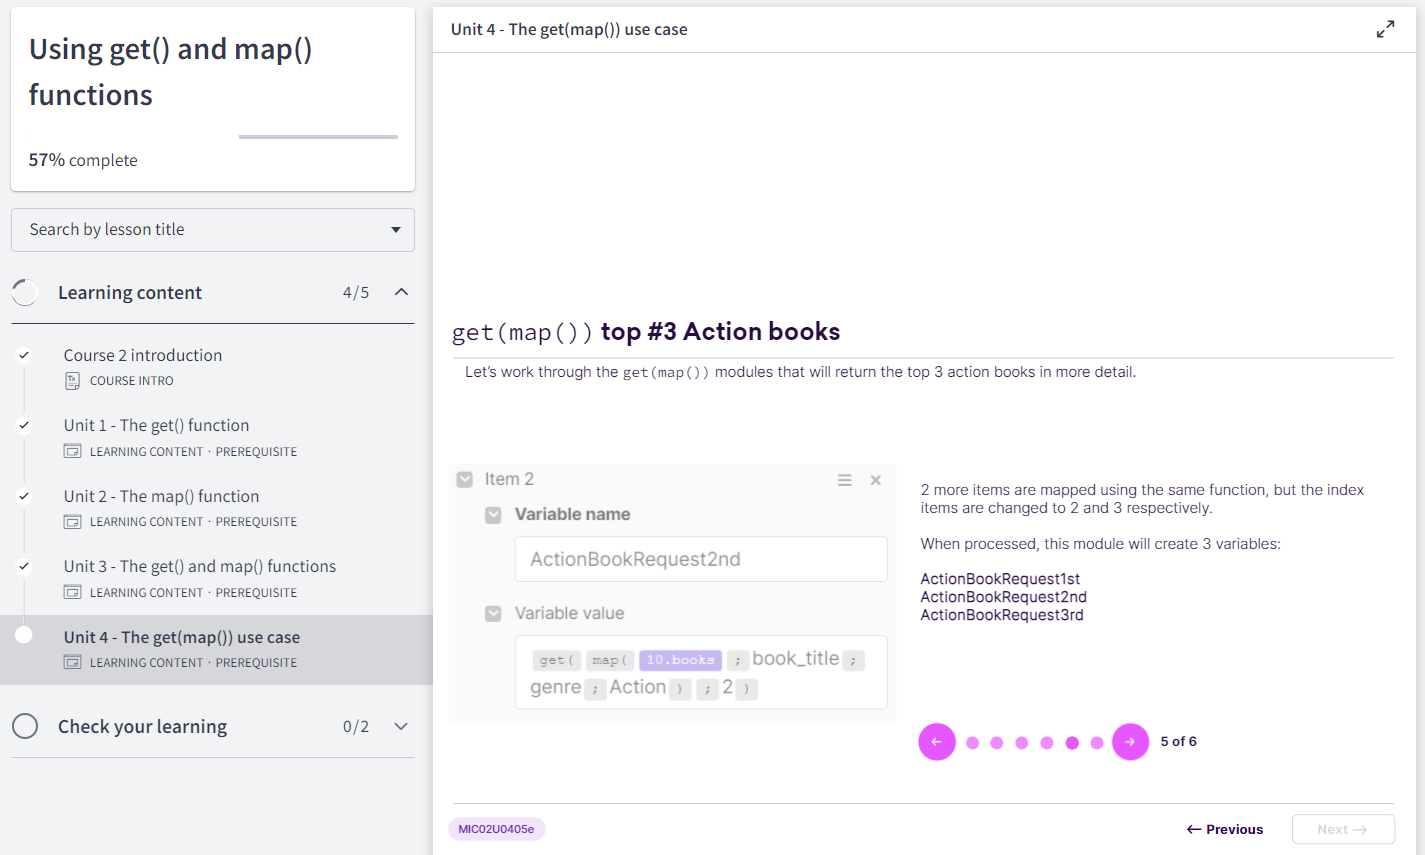 Using get() and map()
functions
57% complete
Search by lesson title
Learning content 4/5
Course 2 introduction
Tx COURSE INTRO
Unit 1 - The get() function
LEARNING CONTENT · PREREQUISITE
Unit 2 - The map() function
LEARNING CONTENT · PREREQUISITE
Unit 3 - The get() and map() functions
LEARNING CONTENT · PREREQUISITE
Unit 4 - The get(map()) use case
LEARNING CONTENT · PREREQUISITE
Check your learning 0/2
Unit 4 - The get(map()) use case
get(map()) top #3 Action books
Let's work through the get(map()) modules that will return the top 3 action books in more detail.
Item 2
Variable name
ActionBookRequest2nd
Variable value
get( map( 10.books ; book_title ;
genre ; Action ) ; 2 )
2 more items are mapped using the same function, but the index
items are changed to 2 and 3 respectively.
When processed, this module will create 3 variables:
ActionBookRequest1st
ActionBookRequest2nd
ActionBookRequest3rd
← → 5 of 6
MIC02U0405e
← Previous Next →